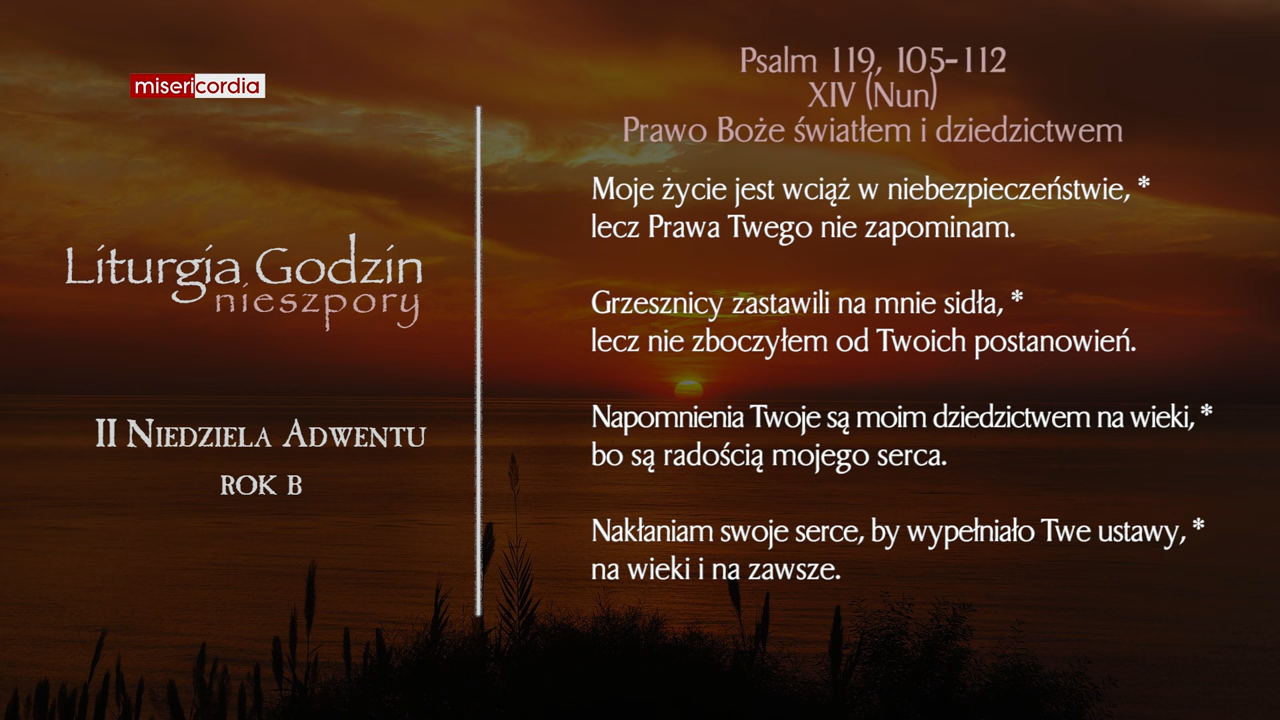 misericordia
Liturgia Godzin
nieszpory
II Niedziela Adwentu
rok B
Psalm 119, 105-112
XIV (Nun)
Prawo Boże światłem i dziedzictwem
Moje życie jest wciąż w niebezpieczeństwie, *
lecz Prawa Twego nie zapominam.
Grzesznicy zastawili na mnie sidła, *
lecz nie zboczyłem od Twoich postanowień.
Napomnienia Twoje są moim dziedzictwem na wieki, *
bo są radością mojego serca.
Nakłaniam swoje serce, by wypełniało Twe ustawy, *
na wieki i na zawsze.